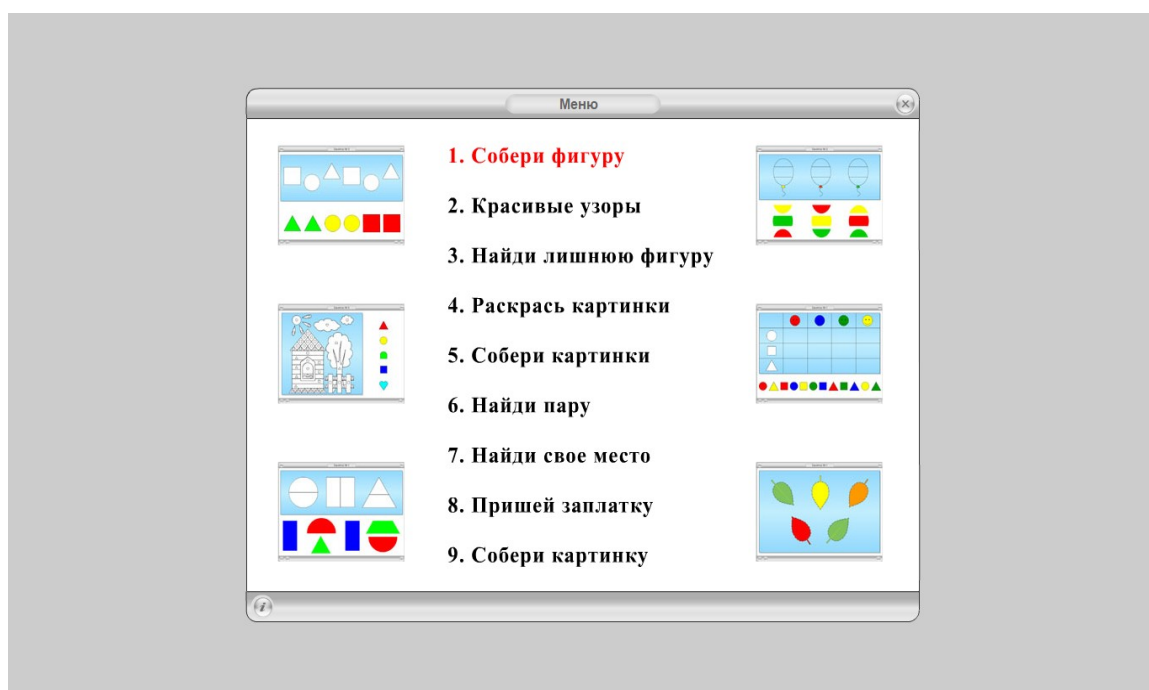 Меню
1. Собери фигуру
2. Красивые узоры
3. Найди лишнюю фигуру
4. Раскрась картинки
5. Собери картинки
6. Найди пару
7. Найди свое место
8. Пришей заплатку
9. Собери картинку
i